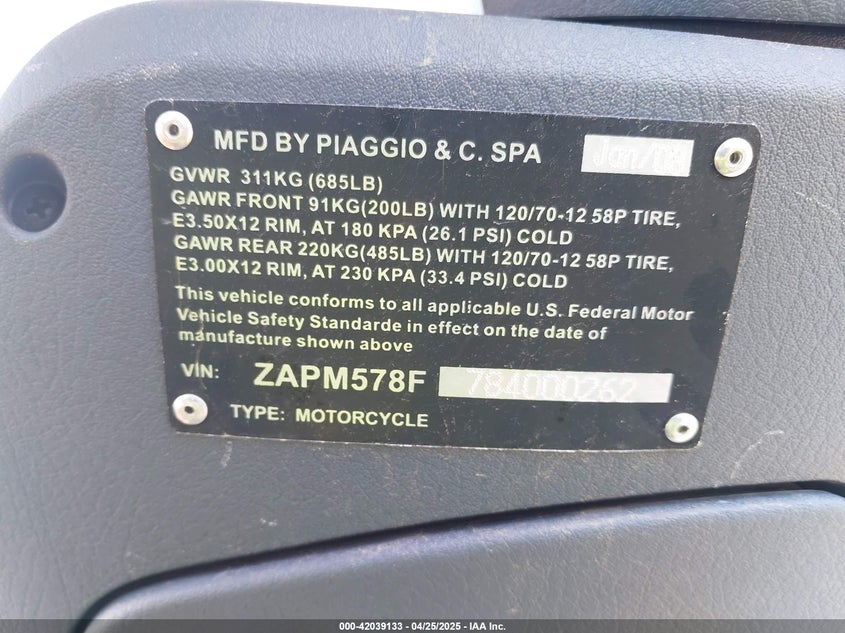 MFD BY PIAGGIO & C. SPA Jan/08
GVWR 311KG (685LB)
GAWR FRONT 91KG(200LB) WITH 120/70-12 58P TIRE,
E3.50X12 RIM, AT 180 KPA (26.1 PSI) COLD
GAWR REAR 220KG(485LB) WITH 120/70-12 58P TIRE,
E3.00X12 RIM, AT 230 KPA (33.4 PSI) COLD
This vehicle conforms to all applicable U.S. Federal Motor
Vehicle Safety Standarde in effect on the date of
manufacture shown above
VIN: ZAPM578F 784000262
TYPE: MOTORCYCLE
000-42039133 - 04/25/2025 - IAA Inc.